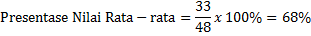 Presentase Nilai Rata − rata = 33/48 x 100% = 68%